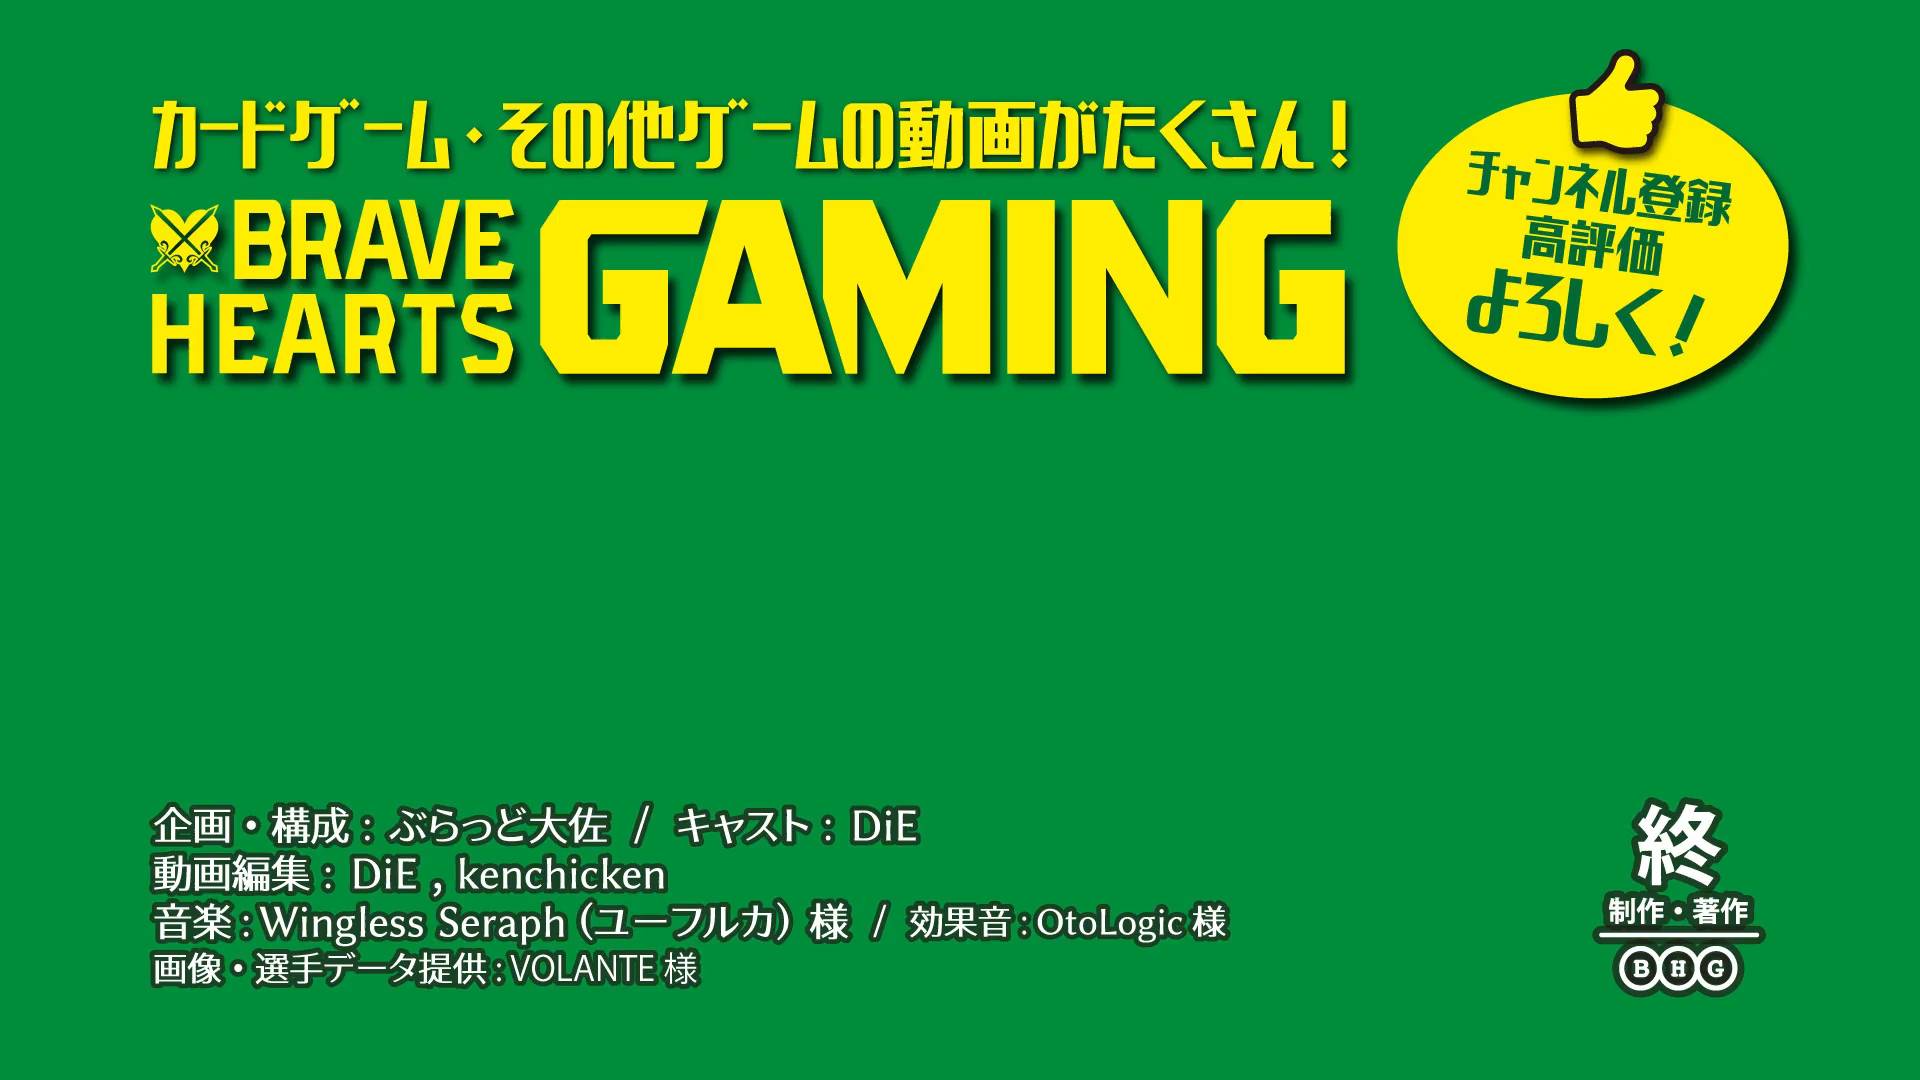 カードゲーム・その他ゲームの動画がたくさん！
BRAVE
HEARTS
GAMING
チャンネル登録
高評価
よろしく！
企画・構成：ぶらっど大佐 / キャスト：DiE
動画編集：DiE , kenchicken
音楽：Wingless Seraph（ユーフルカ）様 / 効果音：OtoLogic 様
画像・選手データ提供：VOLANTE 様
終
制作・著作
BHG